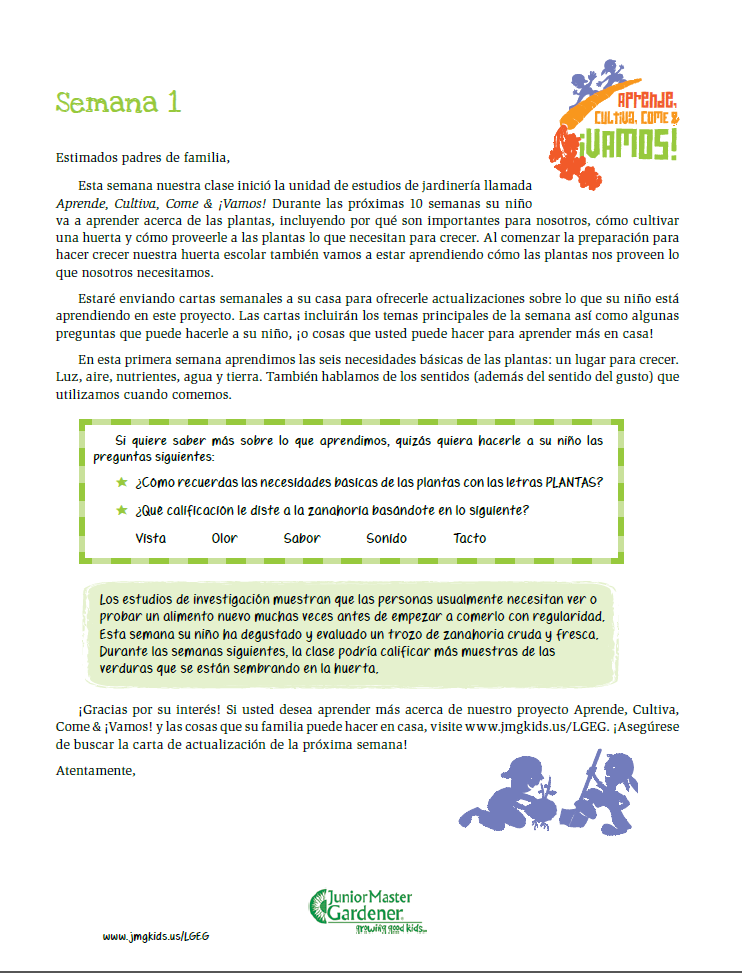 Semana 1
APRENDE,
CULTIVA, COME &
¡VAMOS!
Estimados padres de familia,
Esta semana nuestra clase inició la unidad de estudios de jardinería llamada
Aprende, Cultiva, Come & ¡Vamos! Durante las próximas 10 semanas su niño
va a aprender acerca de las plantas, incluyendo por qué son importantes para nosotros, cómo cultivar
una huerta y cómo proveerle a las plantas lo que necesitan para crecer. Al comenzar la preparación para
hacer crecer nuestra huerta escolar también vamos a estar aprendiendo cómo las plantas nos proveen lo
que nosotros necesitamos.
Estaré enviando cartas semanales a su casa para ofrecerle actualizaciones sobre lo que su niño está
aprendiendo en este proyecto. Las cartas incluirán los temas principales de la semana así como algunas
preguntas que puede hacerle a su niño, ¡o cosas que usted puede hacer para aprender más en casa!
En esta primera semana aprendimos las seis necesidades básicas de las plantas: un lugar para crecer.
Luz, aire, nutrientes, agua y tierra. También hablamos de los sentidos (además del sentido del gusto) que
utilizamos cuando comemos.
Si quiere saber más sobre lo que aprendimos, quizás quiera hacerle a su niño las
preguntas siguientes:
¿Cómo recuerdas las necesidades básicas de las plantas con las letras PLANTAS?
¿Qué calificación le diste a la zanahoria basándote en lo siguiente?
Vista Olor Sabor Sonido Tacto
Los estudios de investigación muestran que las personas usualmente necesitan ver o
probar un alimento nuevo muchas veces antes de empezar a comerlo con regularidad.
Esta semana su niño ha degustado y evaluado un trozo de zanahoria cruda y fresca.
Durante las semanas siguientes, la clase podría calificar más muestras de las
verduras que se están sembrando en la huerta.
¡Gracias por su interés! Si usted desea aprender más acerca de nuestro proyecto Aprende, Cultiva,
Come & ¡Vamos! y las cosas que su familia puede hacer en casa, visite www.jmgkids.us/LGEG. ¡Asegúrese
de buscar la carta de actualización de la próxima semana!
Atentamente,
Junior Master
Gardener®
growing good kids...
www.jmgkids.us/LGEG